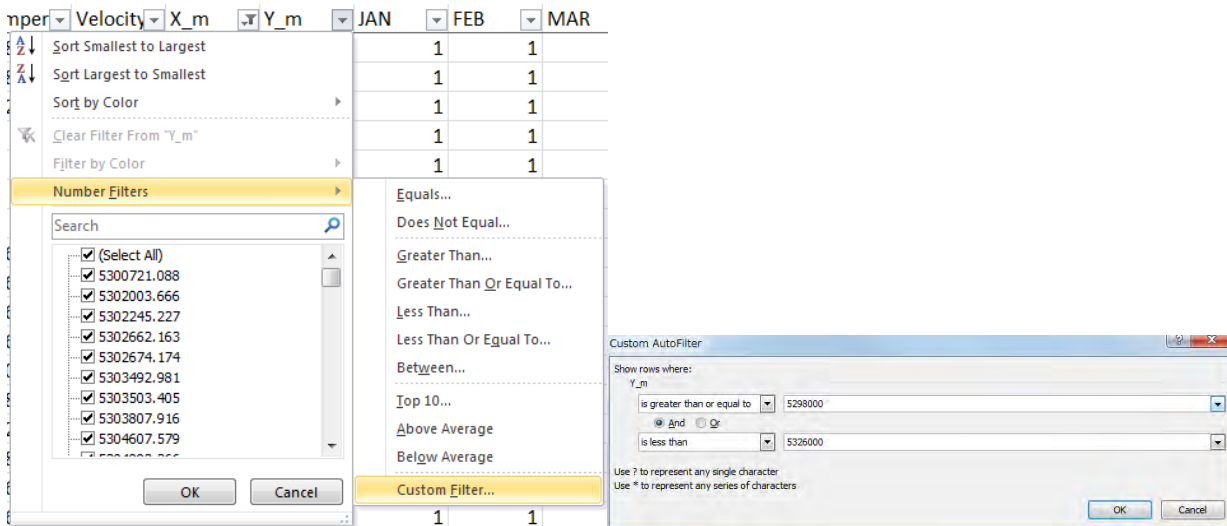 mper Velocity X_m Y_m JAN FEB MAR
Sort Smallest to Largest 1 1
Sort Largest to Smallest 1 1
Sort by Color 1 1
Clear Filter From "Y_m" 1 1
Filter by Color 1 1
Number Filters
Equals...
Search
Does Not Equal...
(Select All)
Greater Than...
5300721.088
Greater Than Or Equal To...
5302003.666
5302245.227
Less Than...
5302662.163
Less Than Or Equal To...
5302674.174
Between...
5303492.981
5303503.405
Top 10...
5303807.916
Above Average
5304607.579
Below Average
OK Cancel
Custom Filter...
1 1
Custom AutoFilter
Show rows where:
Y_m
is greater than or equal to 5298000
And Or
is less than 5326000
Use ? to represent any single character
Use * to represent any series of characters
OK Cancel